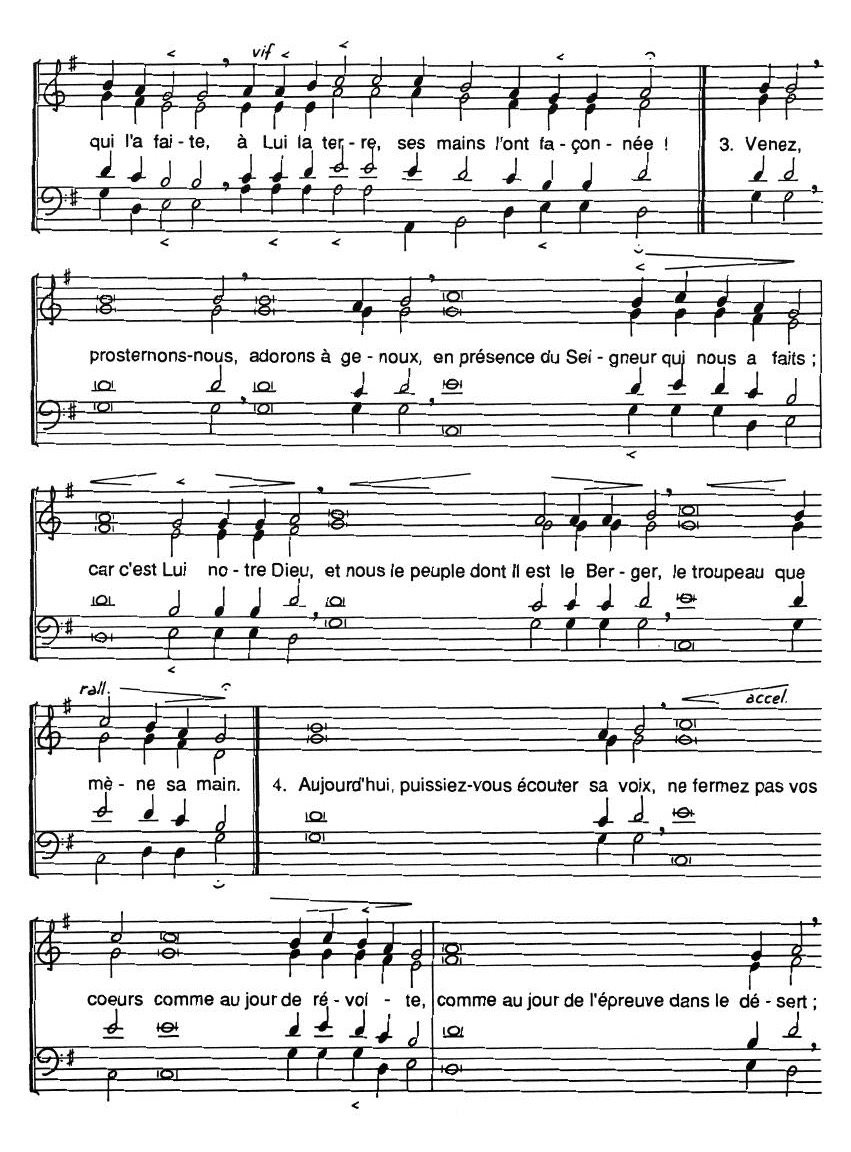 vif
qui l'a fai - te, à Lui la ter - re, ses mains l'ont fa - çon - née ! 3. Venez,
prosternons-nous, adorons à ge - noux, en présence du Sei - gneur qui nous a faits ;
car c'est Lui no - tre Dieu, et nous le peuple dont il est le Ber - ger, le troupeau que
rall.
accel.
mè - ne sa main. 4. Aujourd'hui, puissiez-vous écouter sa voix, ne fermez pas vos
coeurs comme au jour de ré - vol - te, comme au jour de l'épreuve dans le dé - sert ;